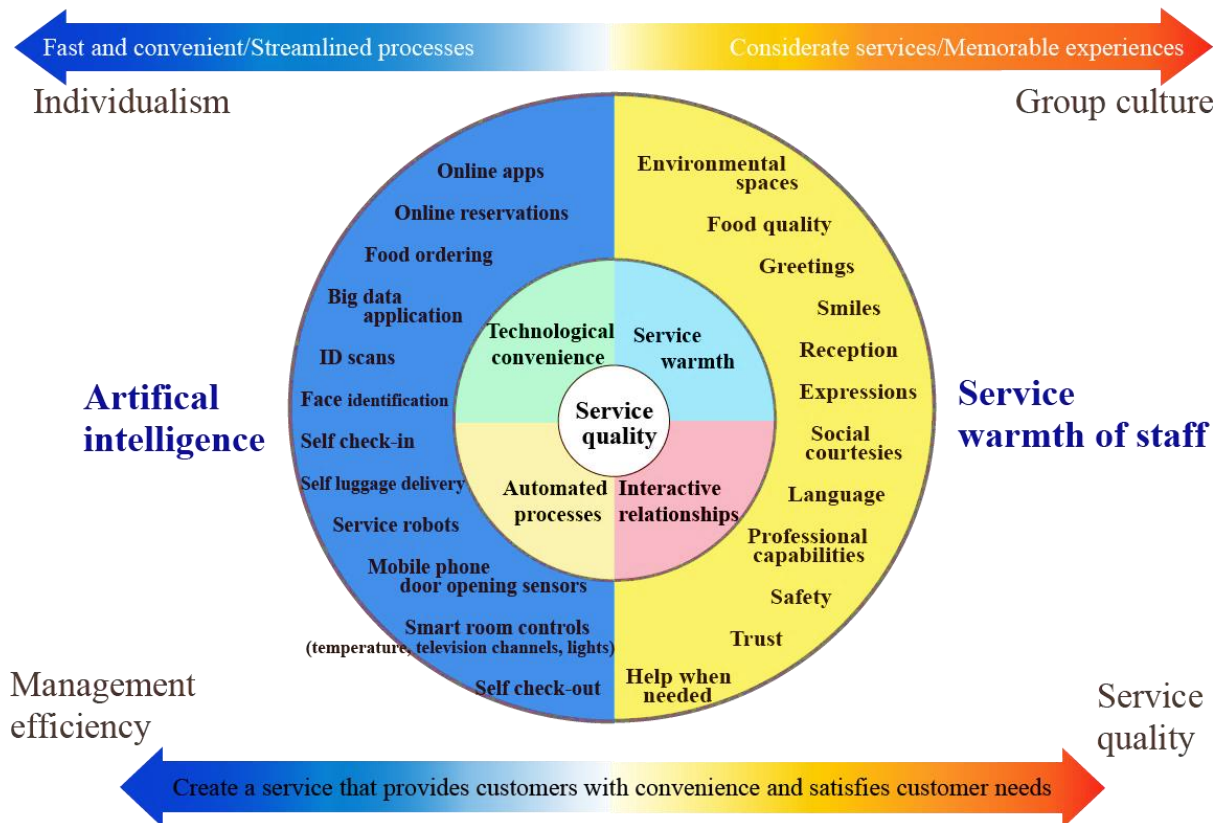 Fast and convenient/Streamlined processes
Considerate services/Memorable experiences
Individualism
Group culture
Online apps
Online reservations
Food ordering
Big data
application
ID scans
Face identification
Self check-in
Self luggage delivery
Service robots
Mobile phone
door opening sensors
Smart room controls
(temperature, television channels, lights)
Self check-out
Environmental
spaces
Food quality
Greetings
Smiles
Reception
Expressions
Social
courtesies
Language
Professional
capabilities
Safety
Trust
Help when
needed
Technological
convenience
Service
warmth
Service
quality
Automated
processes
Interactive
relationships
Artifical
intelligence
Service
warmth of staff
Management
efficiency
Service
quality
Create a service that provides customers with convenience and satisfies customer needs